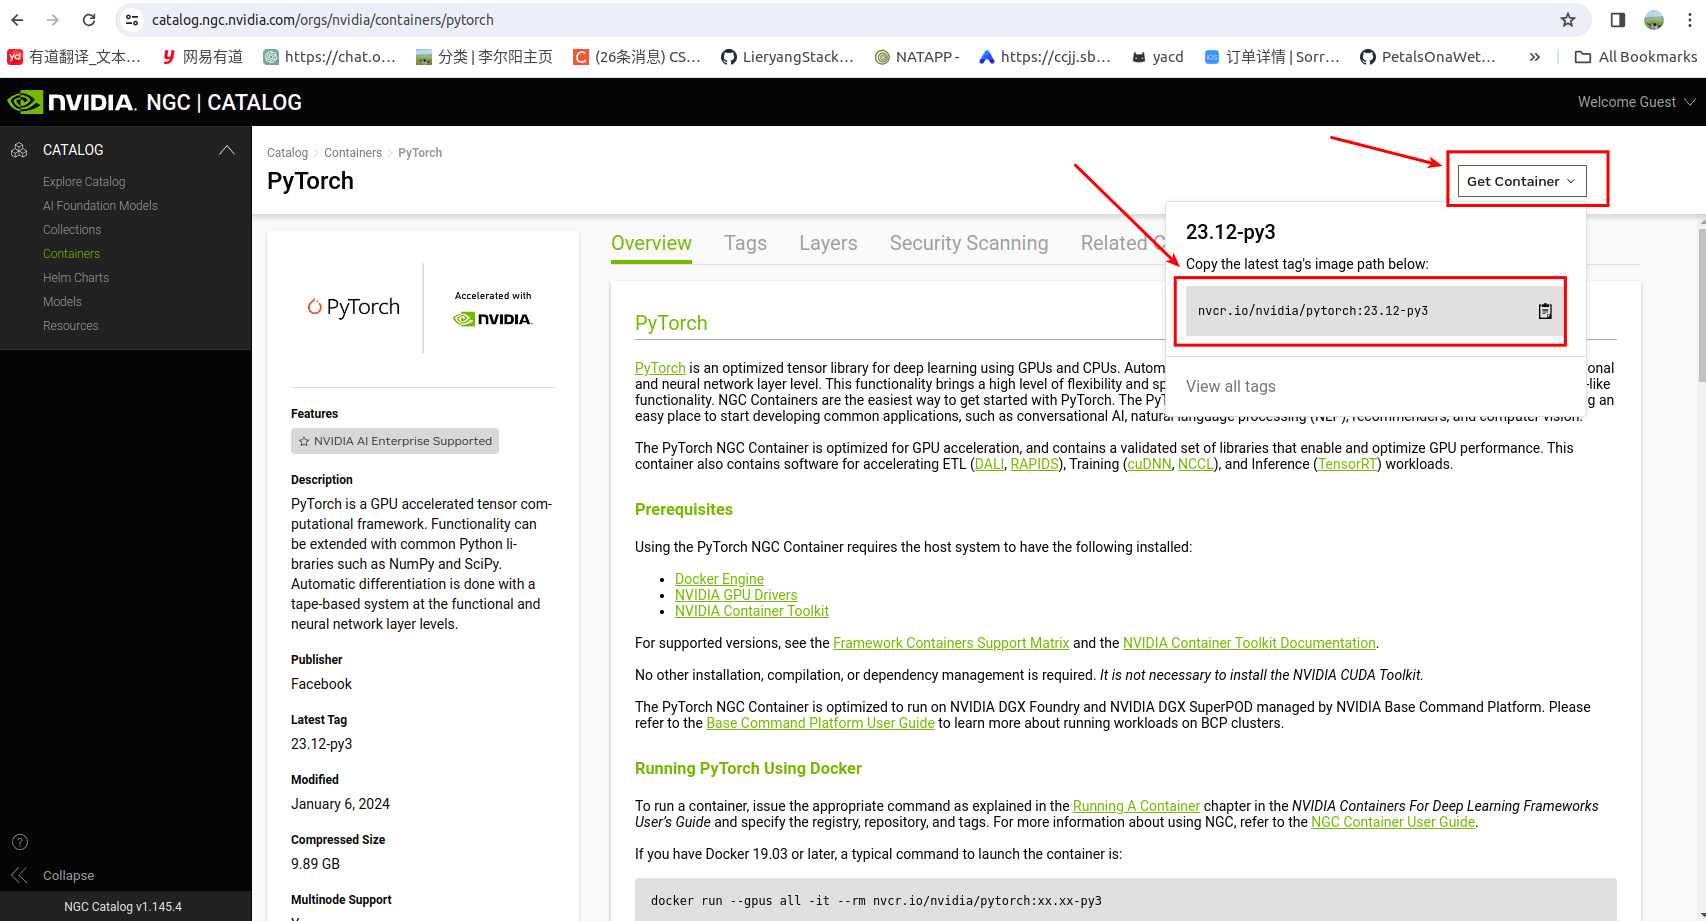 catalog.ngc.nvidia.com/orgs/nvidia/containers/pytorch
有道翻译_文本...
网易有道
https://chat.o...
分类 | 李尔阳主页
(26条消息) CS...
LieryangStack...
NATAPP -
https://ccjj.sb...
yacd
订单详情 | Sorr...
PetalsOnaWet...
All Bookmarks
NVIDIA. NGC | CATALOG
Welcome Guest
CATALOG
Explore Catalog
AI Foundation Models
Collections
Containers
Helm Charts
Models
Resources
Catalog > Containers > PyTorch
PyTorch
Get Container
23.12-py3
Copy the latest tag's image path below:
nvcr.io/nvidia/pytorch:23.12-py3
View all tags
PyTorch
Accelerated with
NVIDIA.
Features
NVIDIA AI Enterprise Supported
Description
PyTorch is a GPU accelerated tensor com-
putational framework. Functionality can
be extended with common Python li-
braries such as NumPy and SciPy.
Automatic differentiation is done with a
tape-based system at the functional and
neural network layer levels.
Publisher
Facebook
Latest Tag
23.12-py3
Modified
January 6, 2024
Compressed Size
9.89 GB
Multinode Support
Overview
Tags
Layers
Security Scanning
Related C
PyTorch
PyTorch is an optimized tensor library for deep learning using GPUs and CPUs. Autom onal
and neural network layer level. This functionality brings a high level of flexibility and sp -like
functionality. NGC Containers are the easiest way to get started with PyTorch. The PyT g an
easy place to start developing common applications, such as conversational AI, natural language processing (NLP), recommenders, and computer vision.
The PyTorch NGC Container is optimized for GPU acceleration, and contains a validated set of libraries that enable and optimize GPU performance. This
container also contains software for accelerating ETL (DALI, RAPIDS), Training (cuDNN, NCCL), and Inference (TensorRT) workloads.
Prerequisites
Using the PyTorch NGC Container requires the host system to have the following installed:
• Docker Engine
• NVIDIA GPU Drivers
• NVIDIA Container Toolkit
For supported versions, see the Framework Containers Support Matrix and the NVIDIA Container Toolkit Documentation.
No other installation, compilation, or dependency management is required. It is not necessary to install the NVIDIA CUDA Toolkit.
The PyTorch NGC Container is optimized to run on NVIDIA DGX Foundry and NVIDIA DGX SuperPOD managed by NVIDIA Base Command Platform. Please
refer to the Base Command Platform User Guide to learn more about running workloads on BCP clusters.
Running PyTorch Using Docker
To run a container, issue the appropriate command as explained in the Running A Container chapter in the NVIDIA Containers For Deep Learning Frameworks
User's Guide and specify the registry, repository, and tags. For more information about using NGC, refer to the NGC Container User Guide.
If you have Docker 19.03 or later, a typical command to launch the container is:
docker run --gpus all -it --rm nvcr.io/nvidia/pytorch:xx.xx-py3
Collapse
NGC Catalog v1.145.4